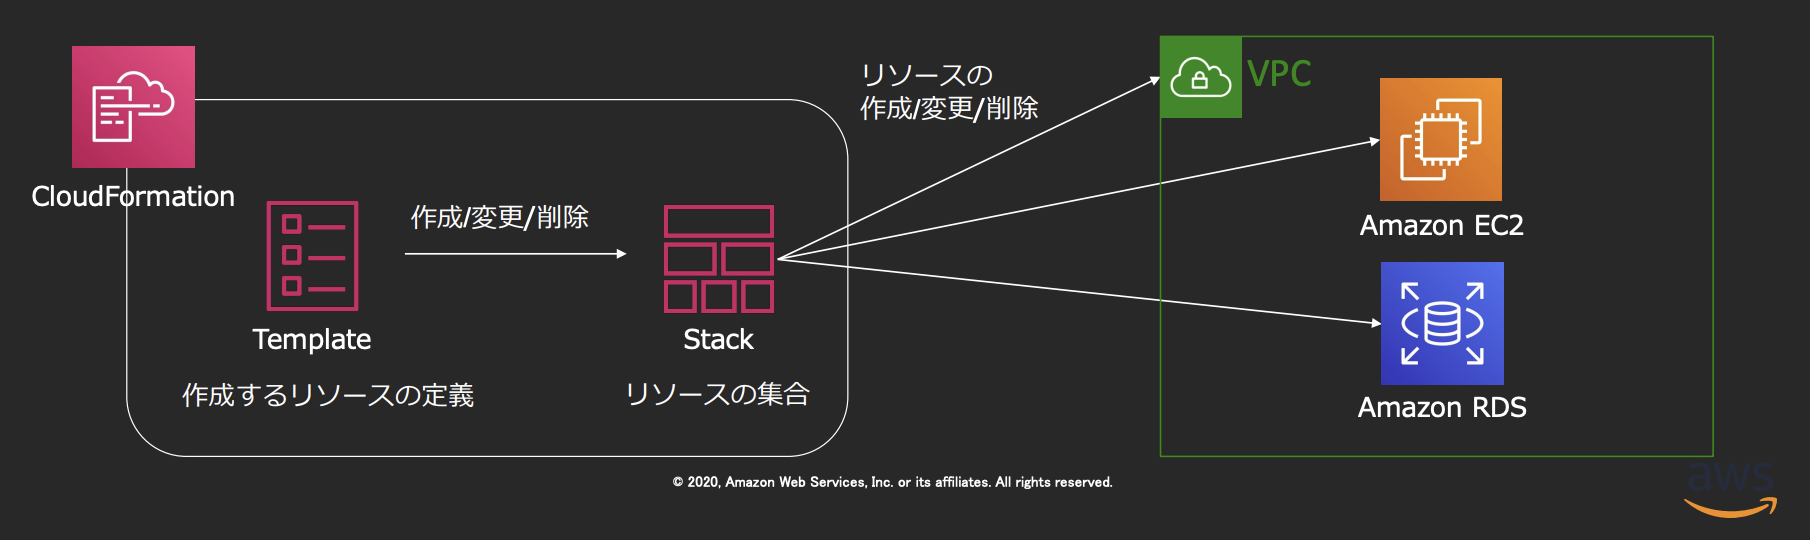 CloudFormation
Template
作成するリソースの定義
作成/変更/削除
Stack
リソースの集合
リソースの
作成/変更/削除
VPC
Amazon EC2
Amazon RDS
© 2020, Amazon Web Services, Inc. or its affiliates. All rights reserved.
aws